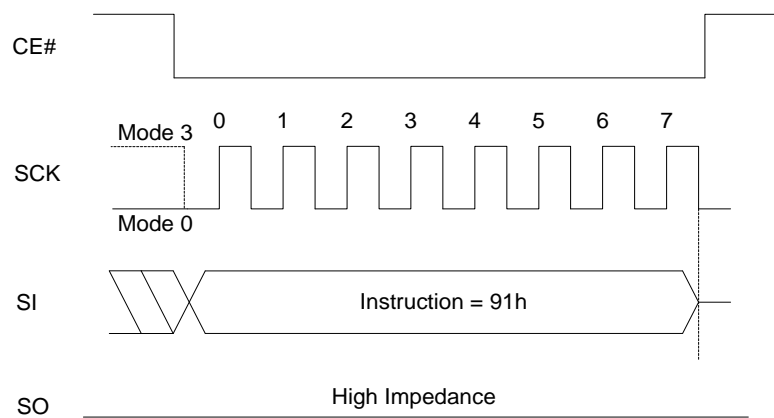 CE#
0 1 2 3 4 5 6 7
Mode 3
SCK
Mode 0
SI
Instruction = 91h
High Impedance
SO